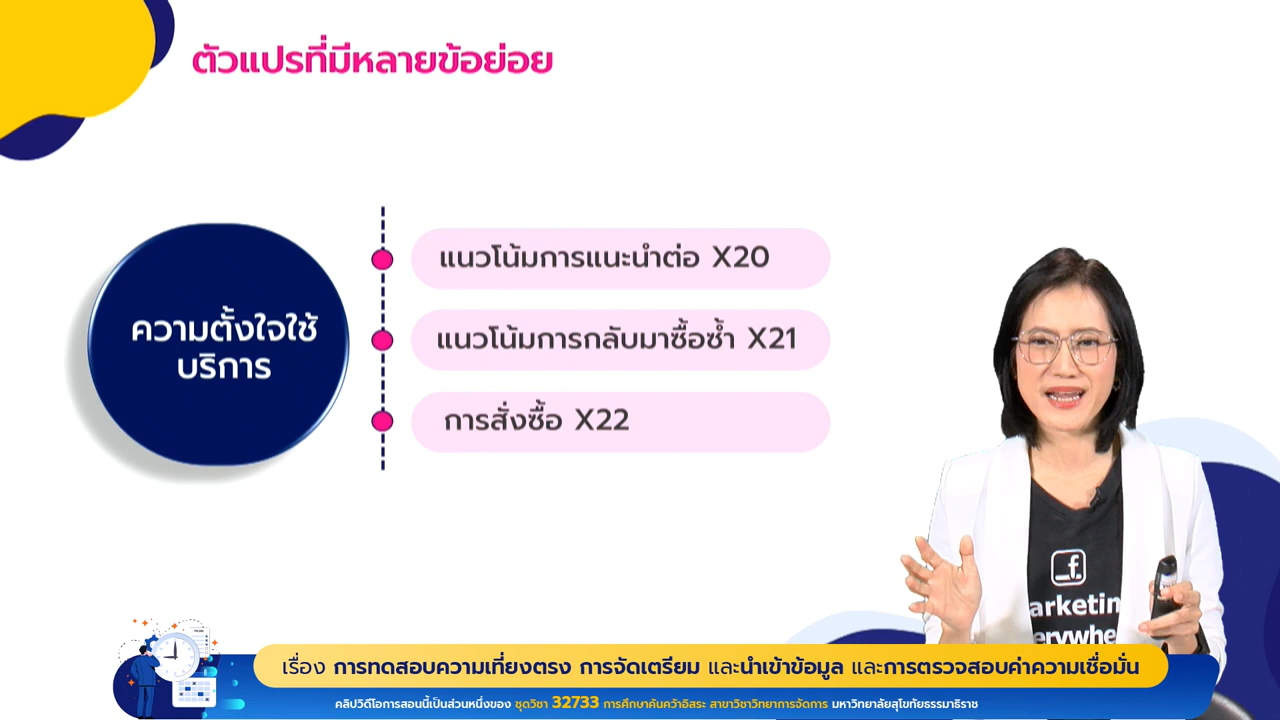 ตัวแปรที่มีหลายข้อย่อย
ความตั้งใจใช้
บริการ
แนวโน้มการแนะนำต่อ X20
แนวโน้มการกลับมาซื้อซ้ำ X21
การสั่งซื้อ X22
f
arketin
erywhe
เรื่อง การทดสอบความเที่ยงตรง การจัดเตรียม และนำเข้าข้อมูล และการตรวจสอบค่าความเชื่อมั่น
คลิปวิดีโอการสอนนี้เป็นส่วนหนึ่งของ ชุดวิชา 32733 การศึกษาค้นคว้าอิสระ สาขาวิชาวิทยาการจัดการ มหาวิทยาลัยสุโขทัยธรรมาธิราช